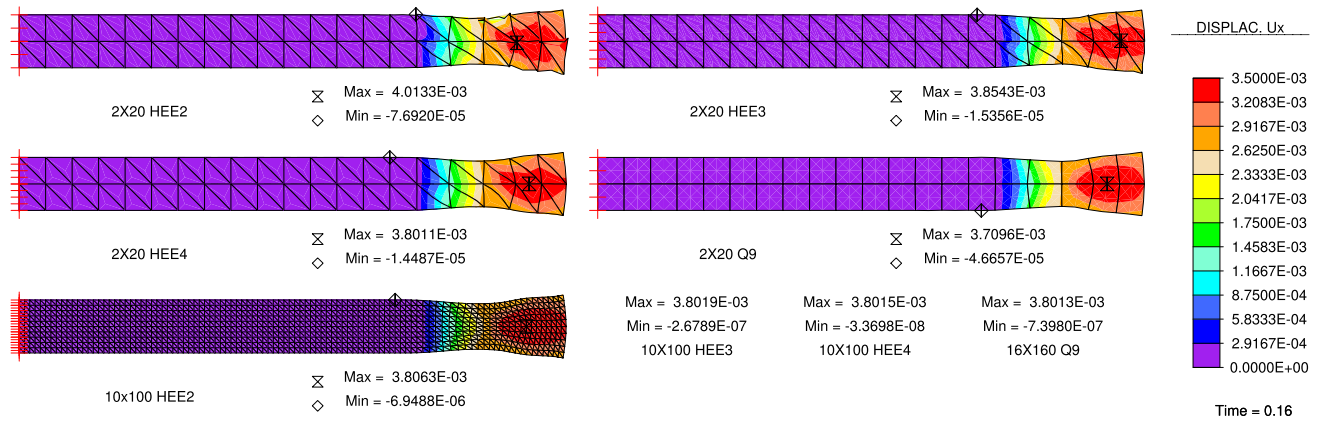 DISPLAC. Ux
Max = 4.0133E-03
Min = -7.6920E-05
2X20 HEE2
Max = 3.8543E-03
Min = -1.5356E-05
2X20 HEE3
Max = 3.8011E-03
Min = -1.4487E-05
2X20 HEE4
Max = 3.7096E-03
Min = -4.6657E-05
2X20 Q9
Max = 3.8063E-03
Min = -6.9488E-06
10x100 HEE2
Max = 3.8019E-03
Min = -2.6789E-07
10X100 HEE3
Max = 3.8015E-03
Min = -3.3698E-08
10X100 HEE4
Max = 3.8013E-03
Min = -7.3980E-07
16X160 Q9
3.5000E-03
3.2083E-03
2.9167E-03
2.6250E-03
2.3333E-03
2.0417E-03
1.7500E-03
1.4583E-03
1.1667E-03
8.7500E-04
5.8333E-04
2.9167E-04
0.0000E+00
Time = 0.16